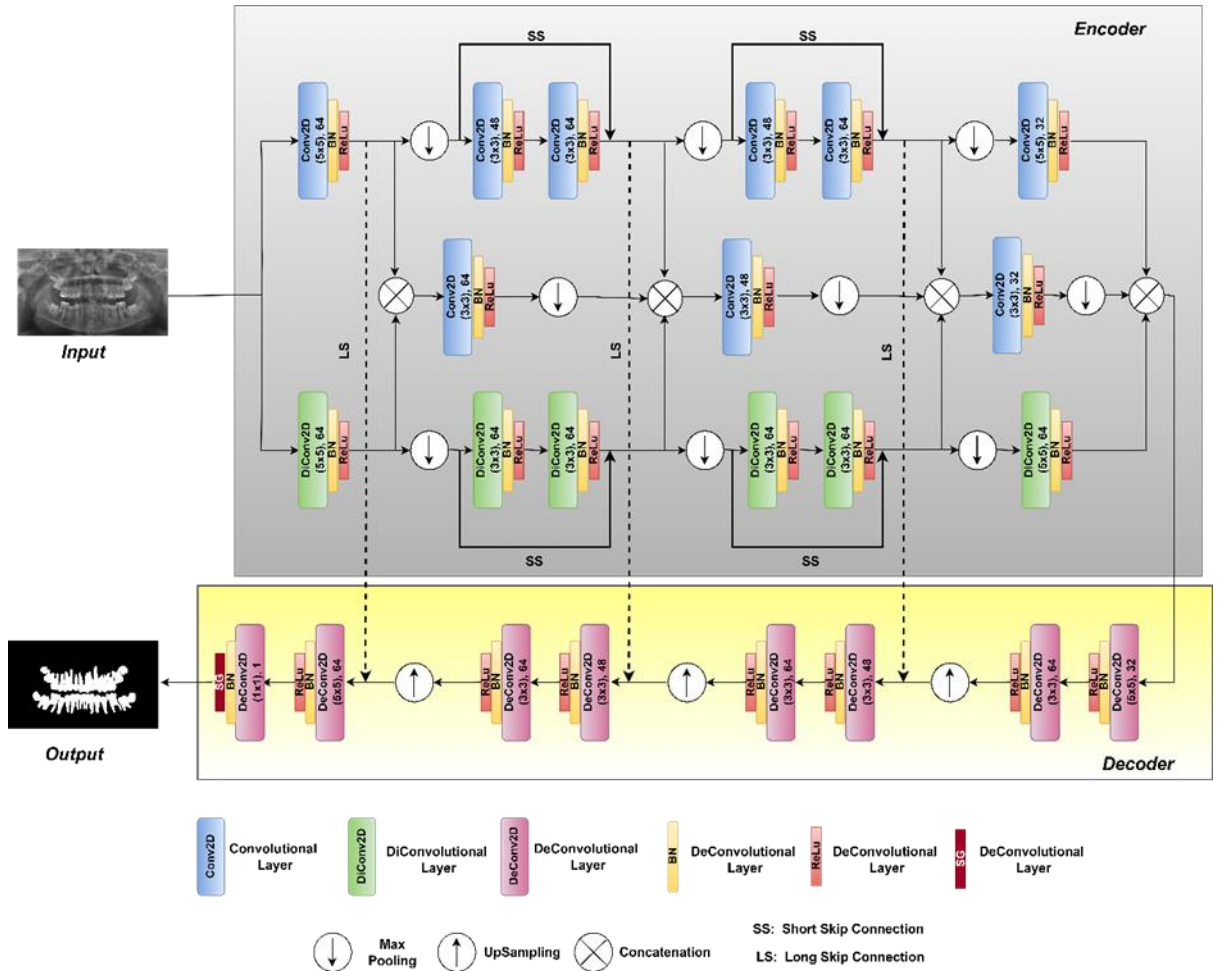 Encoder
SS
SS
Conv2D
(5x5), 64
BN
ReLu
Conv2D
(3x3), 48
BN
ReLu
Conv2D
(3x3), 64
BN
ReLu
Conv2D
(3x3), 48
BN
ReLu
Conv2D
(3x3), 64
BN
ReLu
Conv2D
(5x5), 32
BN
ReLu
Input
Conv2D
(3x3), 64
BN
ReLU
Conv2D
(3x3), 48
BN
ReLU
Conv2D
(3x3), 32
BN
ReLU
LS
LS
LS
DiConv2D
(5x5), 64
BN
ReLu
DiConv2D
(3x3), 64
BN
ReLu
DiConv2D
(3x3), 64
BN
ReLu
DiConv2D
(3x3), 64
BN
ReLu
DiConv2D
(3x3), 64
BN
ReLu
DiConv2D
(5x5), 64
BN
ReLu
SS
SS
Output
SG
BN
DeConv2D
(1x1), 1
ReLu
BN
DeConv2D
(5x5), 64
ReLu
BN
DeConv2D
(3x3), 64
ReLu
BN
DeConv2D
(3x3), 48
ReLu
BN
DeConv2D
(3x3), 64
ReLu
BN
DeConv2D
(3x3), 48
ReLu
BN
DeConv2D
(3x3), 64
ReLu
BN
DeConv2D
(5x5), 32
Decoder
Conv2D
Convolutional
Layer
DiConv2D
DiConvolutional
Layer
DeConv2D
DeConvolutional
Layer
BN
DeConvolutional
Layer
ReLu
DeConvolutional
Layer
SG
DeConvolutional
Layer
Max
Pooling
UpSampling
Concatenation
SS: Short Skip Connection
LS: Long Skip Connection